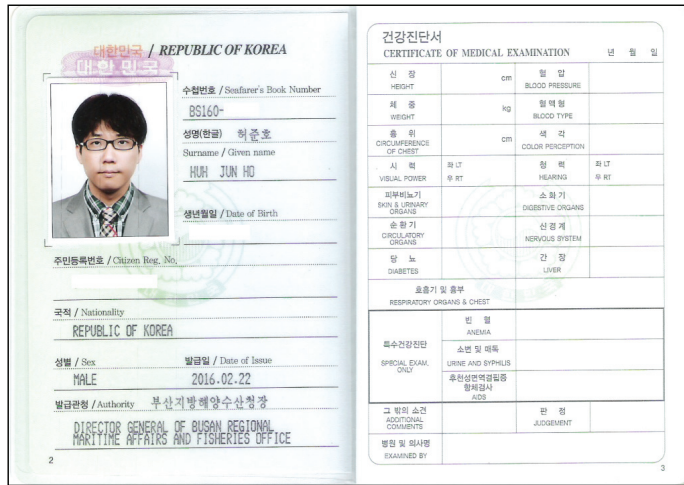 대한민국 / REPUBLIC OF KOREA
대한민국
수첩번호 / Seafarer's Book Number
BS160-
성명(한글) 허준호
Surname / Given name
HUH JUN HO
생년월일 / Date of Birth
주민등록번호 / Citizen Reg. No.
국적 / Nationality
REPUBLIC OF KOREA
성별 / Sex 발급일 / Date of Issue
MALE 2016.02.22
발급관청 / Authority 부산지방해양수산청장
DIRECTOR GENERAL OF BUSAN REGIONAL
MARITIME AFFAIRS AND FISHERIES OFFICE
2
건강진단서
CERTIFICATE OF MEDICAL EXAMINATION 년 월 일
신 장 cm 혈 압
HEIGHT BLOOD PRESSURE
체 중 kg 혈액형
WEIGHT BLOOD TYPE
흉 위 cm 색 각
CIRCUMFERENCE OF CHEST COLOR PERCEPTION
시 력 좌 LT 청 력 좌 LT
VISUAL POWER 우 RT HEARING 우 RT
피부비뇨기 소 화 기
SKIN & URINARY ORGANS DIGESTIVE ORGANS
순 환 기 신 경 계
CIRCULATORY ORGANS NERVOUS SYSTEM
당 뇨 간 장
DIABETES LIVER
호흡기 및 흉부
RESPIRATORY ORGANS & CHEST
특수건강진단
SPECIAL EXAM. ONLY
빈 혈
ANEMIA
소변 및 매독
URINE AND SYPHILIS
후천성면역결핍증
항체검사
AIDS
그 밖의 소견 판 정
ADDITIONAL COMMENTS JUDGEMENT
병원 및 의사명
EXAMINED BY
3